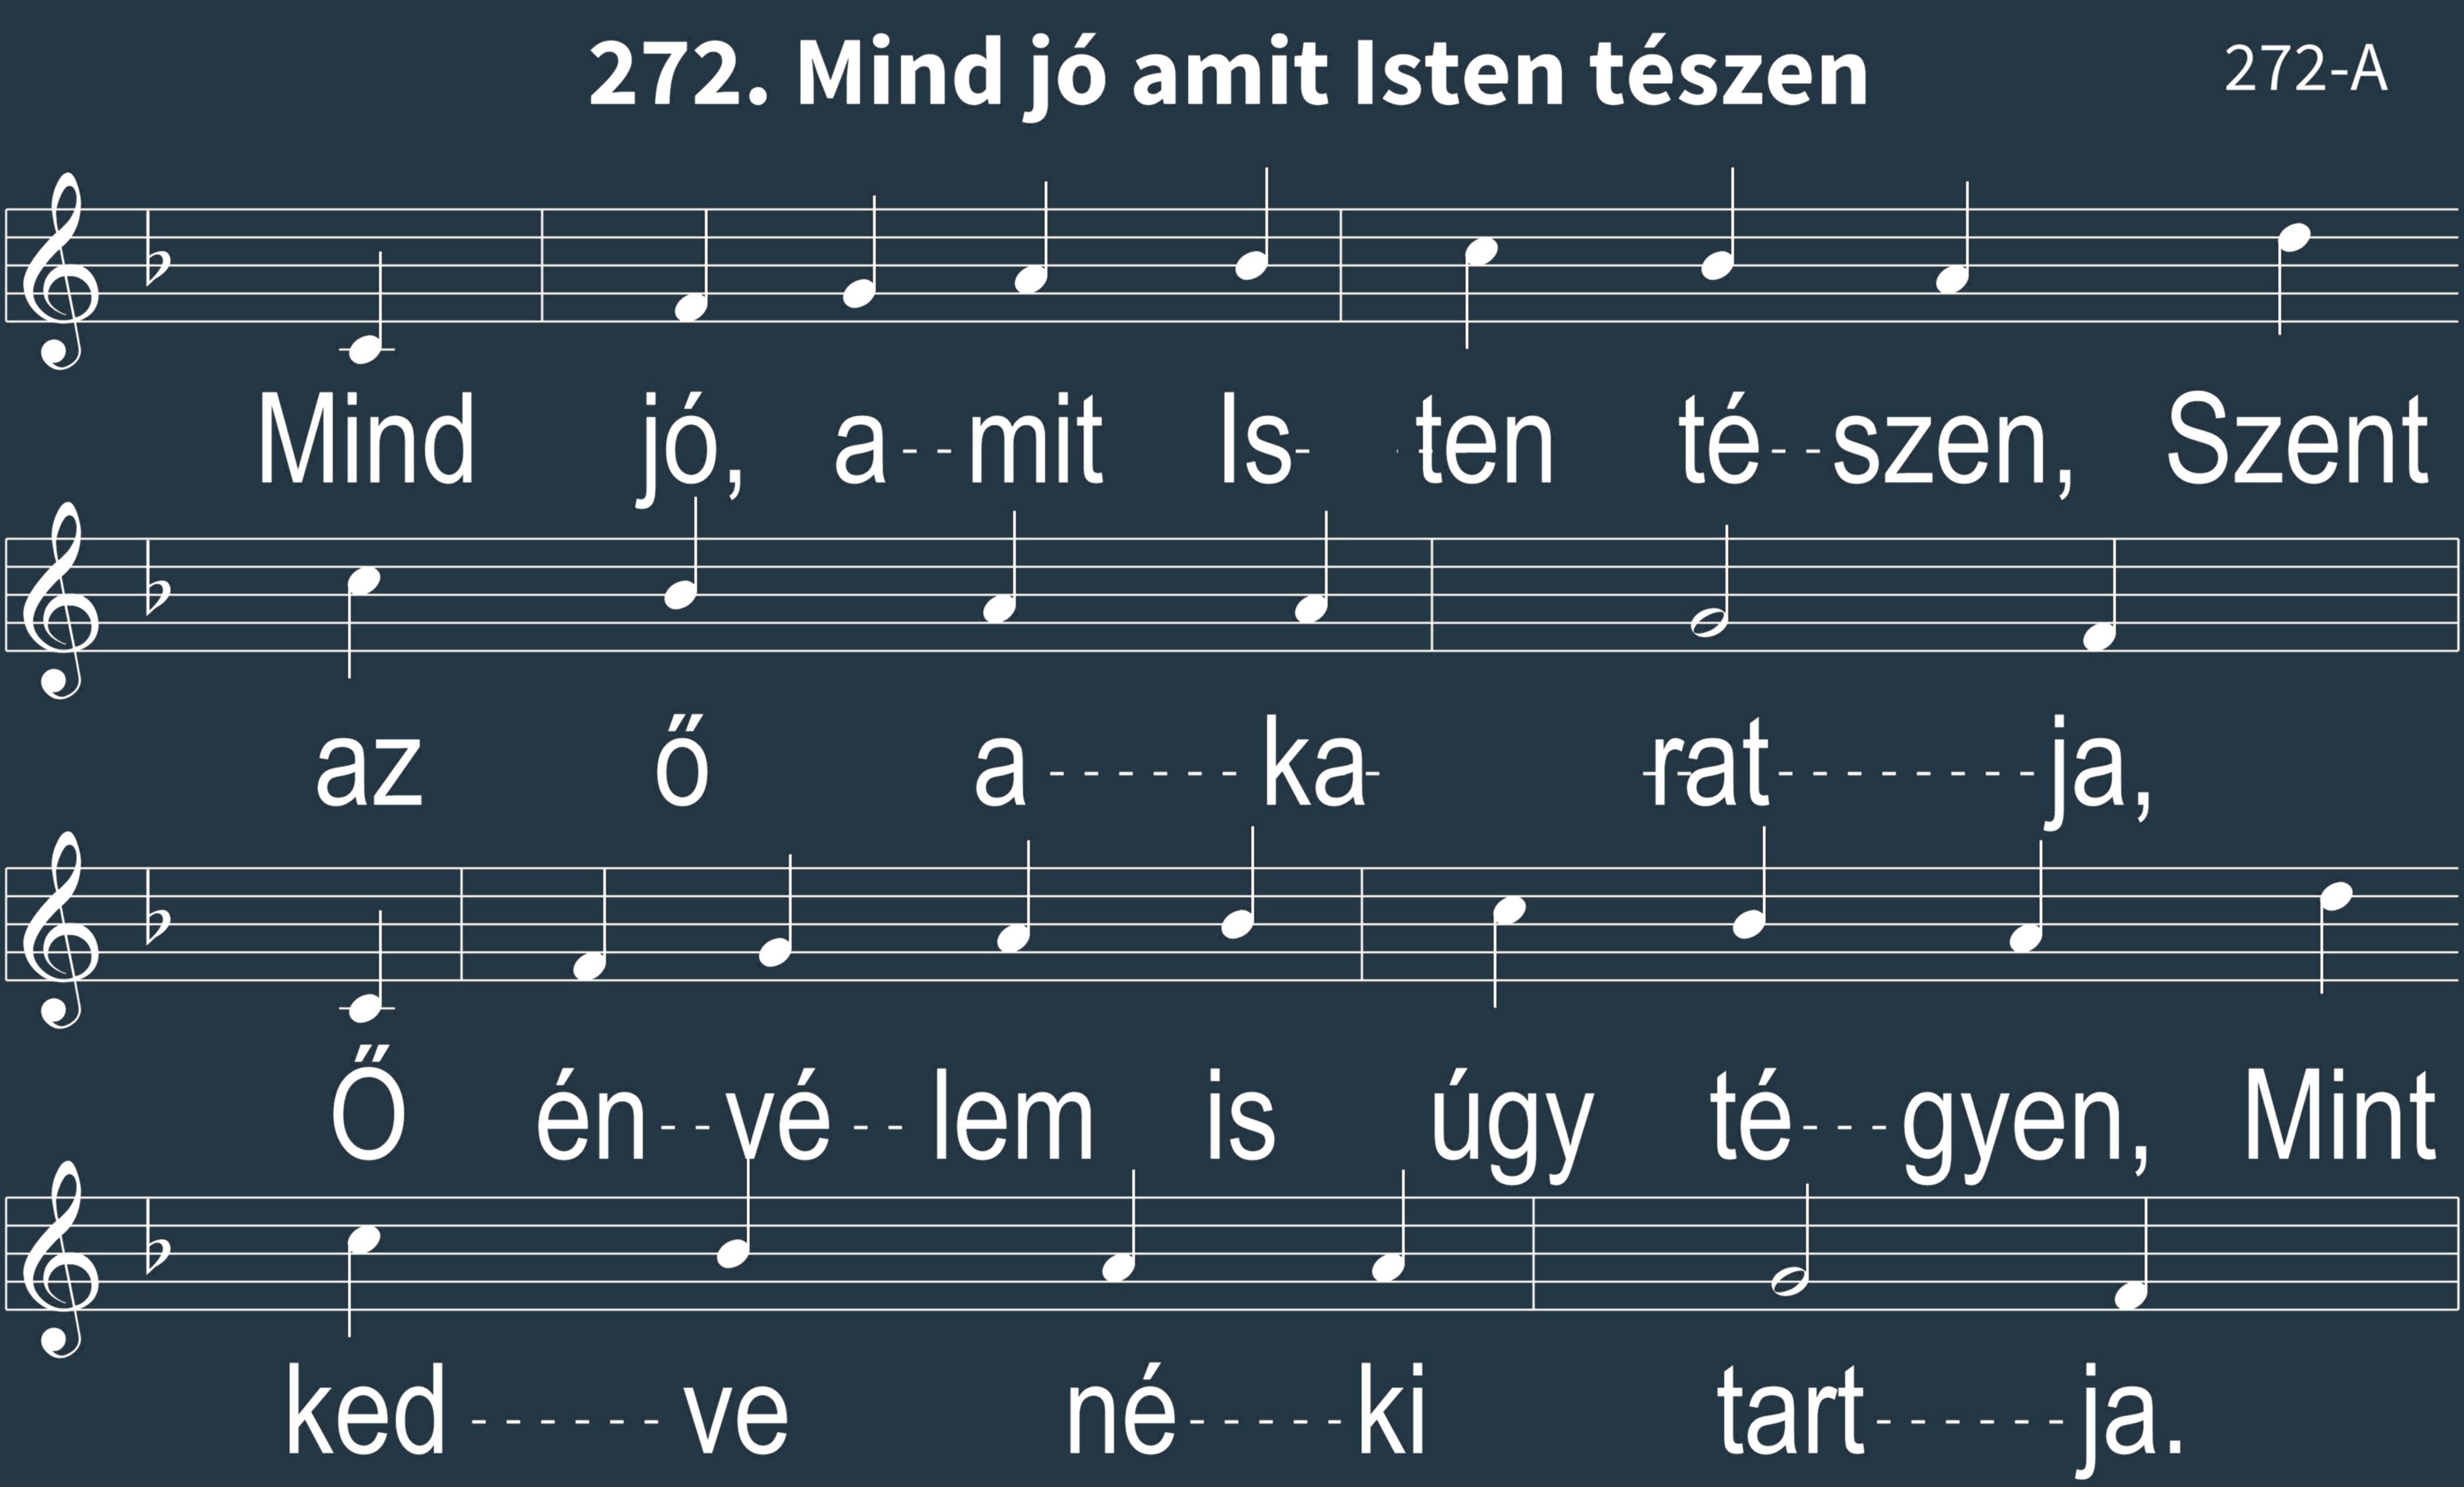 272. Mind jó amit Isten tészen
272-A
Mind jó, a--mit Is- -ten té--szen, Szent
az ő a------ka- -rat--------ja,
Ő én--vé--lem is úgy té---gyen, Mint
ked------ve né-----ki tart------ja.